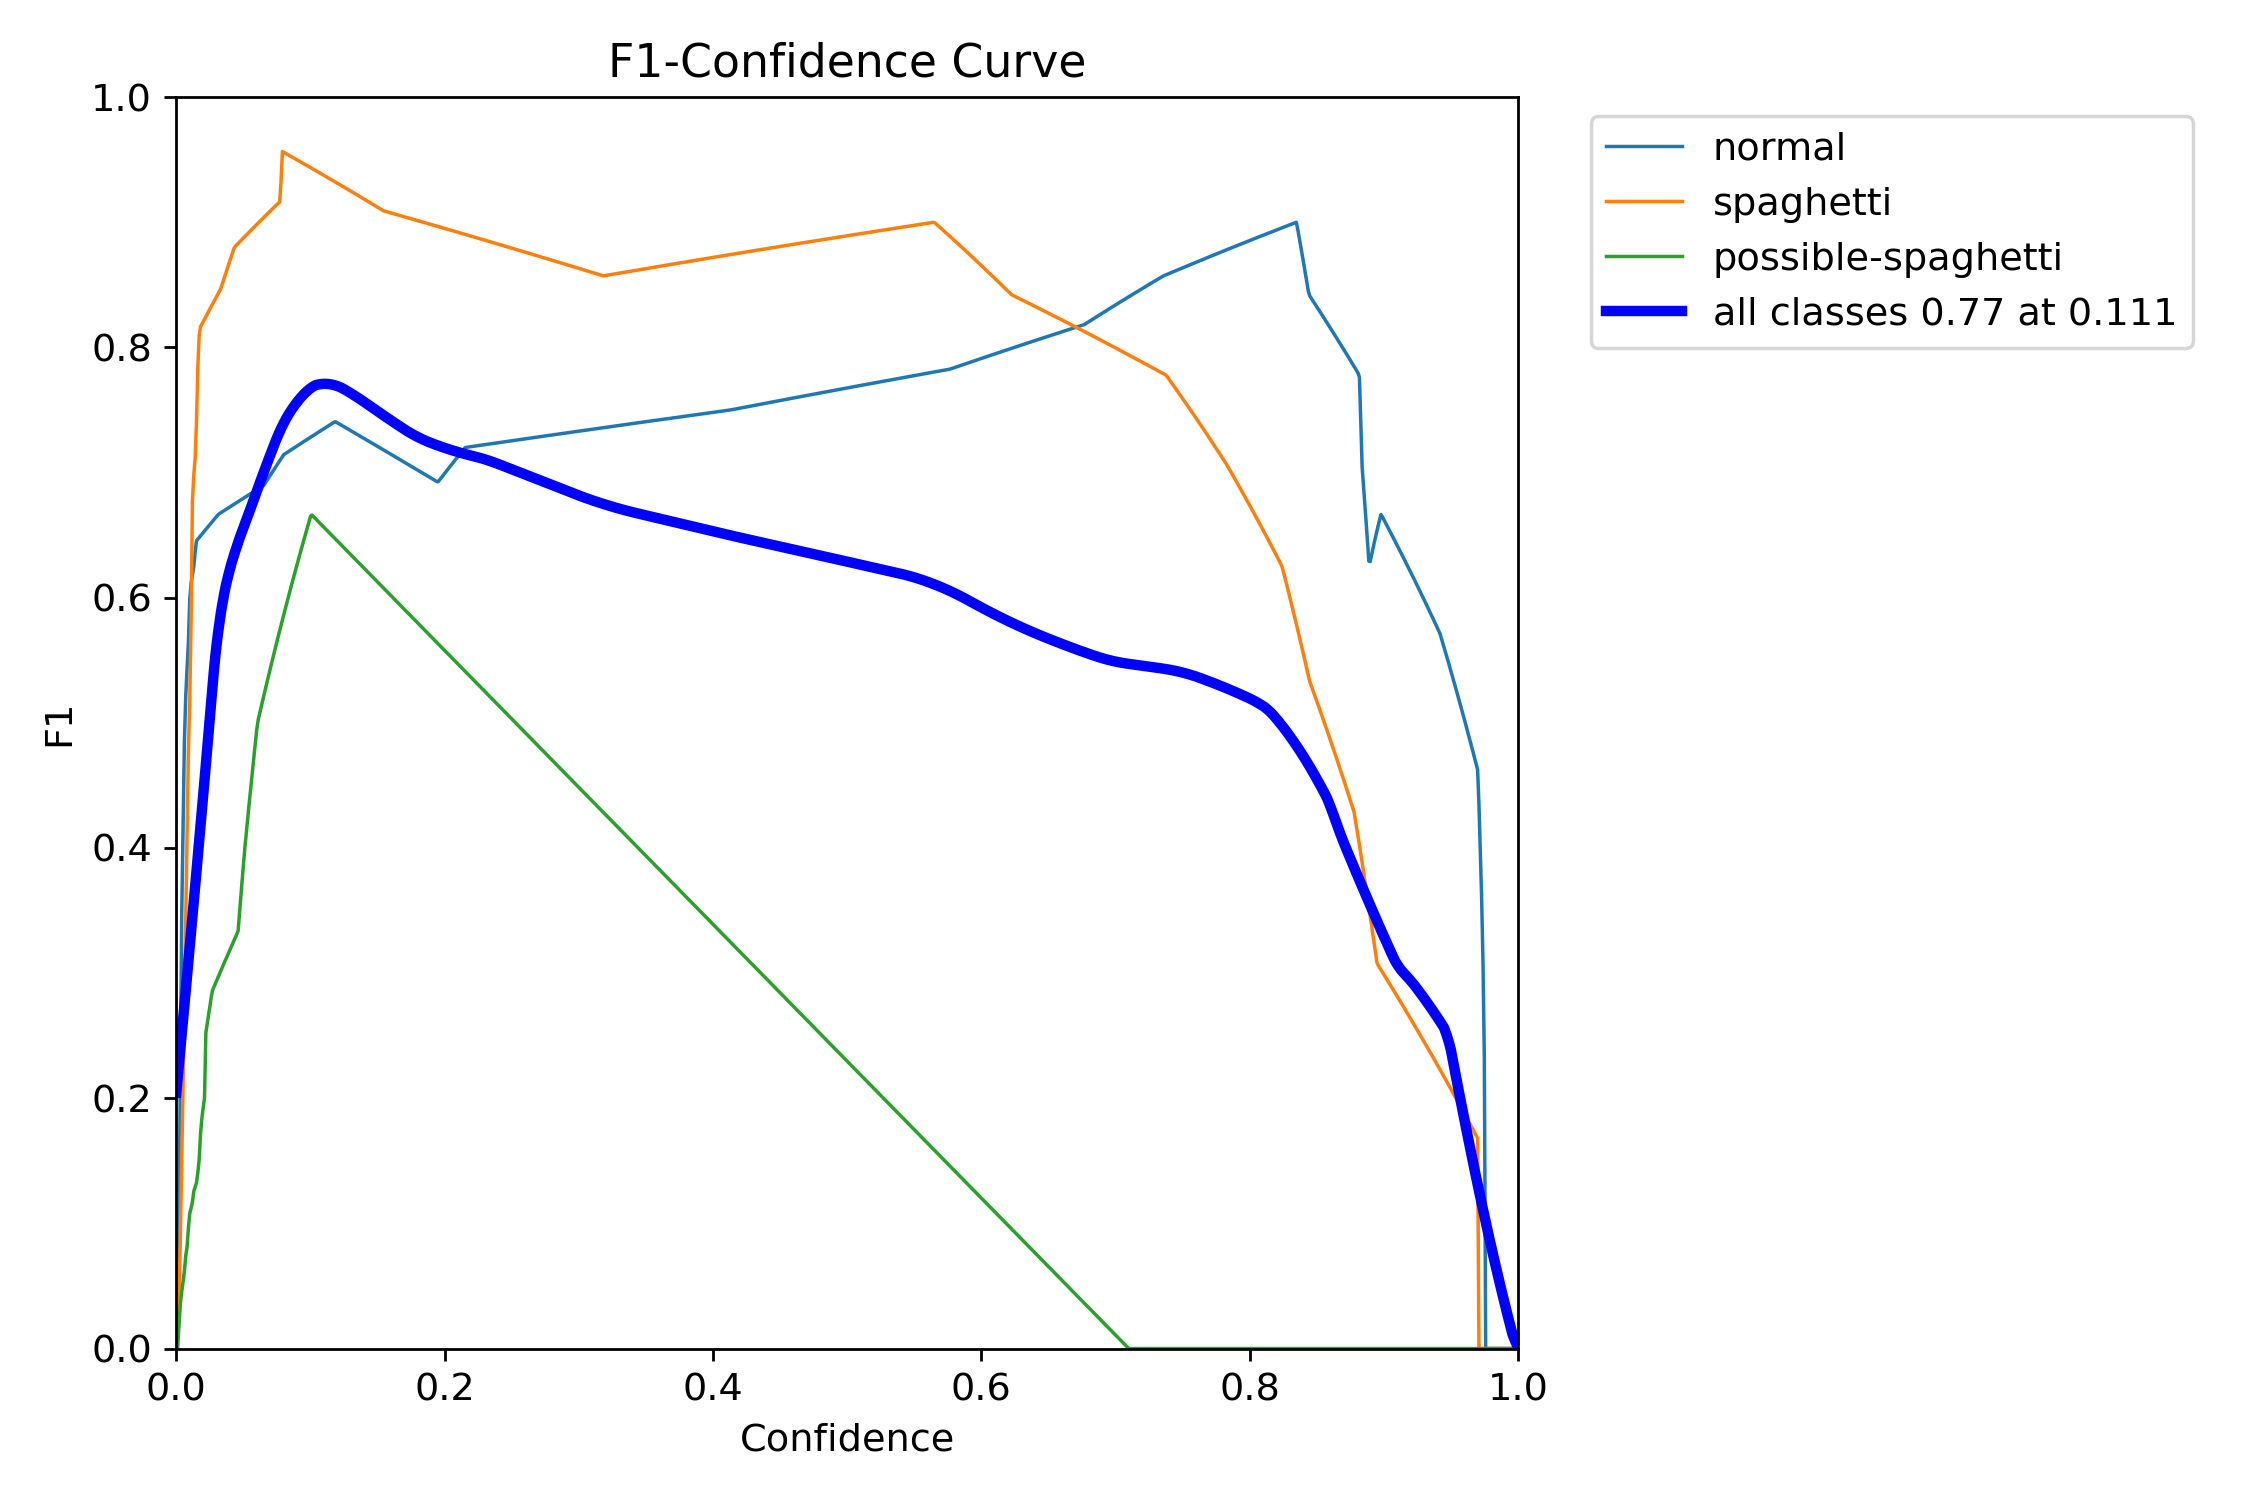 F1-Confidence Curve
1.0
0.8
0.6
0.4
0.2
0.0
F1
0.0 0.2 0.4 0.6 0.8 1.0
Confidence
normal
spaghetti
possible-spaghetti
all classes 0.77 at 0.111